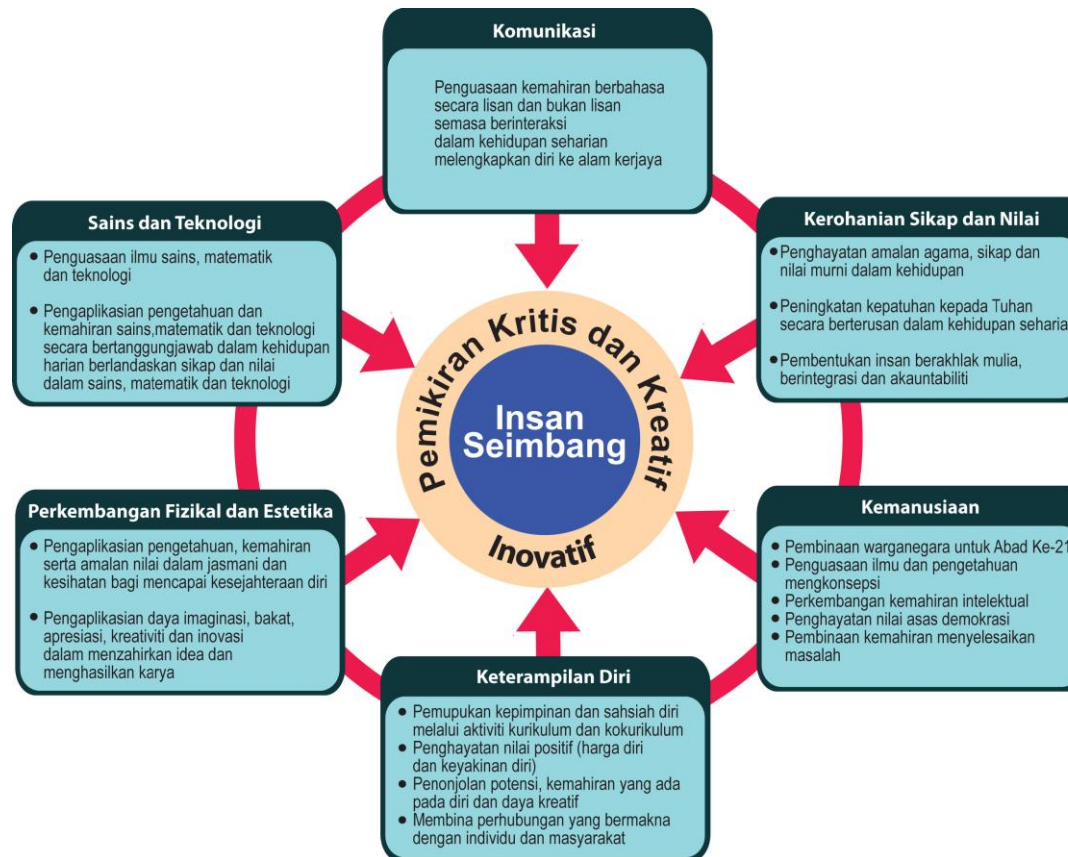 Komunikasi
Penguasaan kemahiran berbahasa
secara lisan dan bukan lisan
semasa berinteraksi
dalam kehidupan seharian
melengkapkan diri ke alam kerjaya
Sains dan Teknologi
• Penguasaan ilmu sains, matematik
dan teknologi
• Pengaplikasian pengetahuan dan
kemahiran sains,matematik dan teknologi
secara bertanggungjawab dalam kehidupan
harian berlandaskan sikap dan nilai
dalam sains, matematik dan teknologi
Kerohanian Sikap dan Nilai
• Penghayatan amalan agama, sikap dan
nilai murni dalam kehidupan
• Peningkatan kepatuhan kepada Tuhan
secara berterusan dalam kehidupan seharia
• Pembentukan insan berakhlak mulia,
berintegrasi dan akauntabiliti
Pemikiran Kritis dan Kreatif
Insan
Seimbang
Inovatif
Perkembangan Fizikal dan Estetika
• Pengaplikasian pengetahuan, kemahiran
serta amalan nilai dalam jasmani dan
kesihatan bagi mencapai kesejahteraan diri
• Pengaplikasian daya imaginasi, bakat,
apresiasi, kreativiti dan inovasi
dalam menzahirkan idea dan
menghasilkan karya
Kemanusiaan
• Pembinaan warganegara untuk Abad Ke-21
• Penguasaan ilmu dan pengetahuan
mengkonsepsi
• Perkembangan kemahiran intelektual
• Penghayatan nilai asas demokrasi
• Pembinaan kemahiran menyelesaikan
masalah
Keterampilan Diri
• Pemupukan kepimpinan dan sahsiah diri
melalui aktiviti kurikulum dan kokurikulum
• Penghayatan nilai positif (harga diri
dan keyakinan diri)
• Penonjolan potensi, kemahiran yang ada
pada diri dan daya kreatif
• Membina perhubungan yang bermakna
dengan individu dan masyarakat